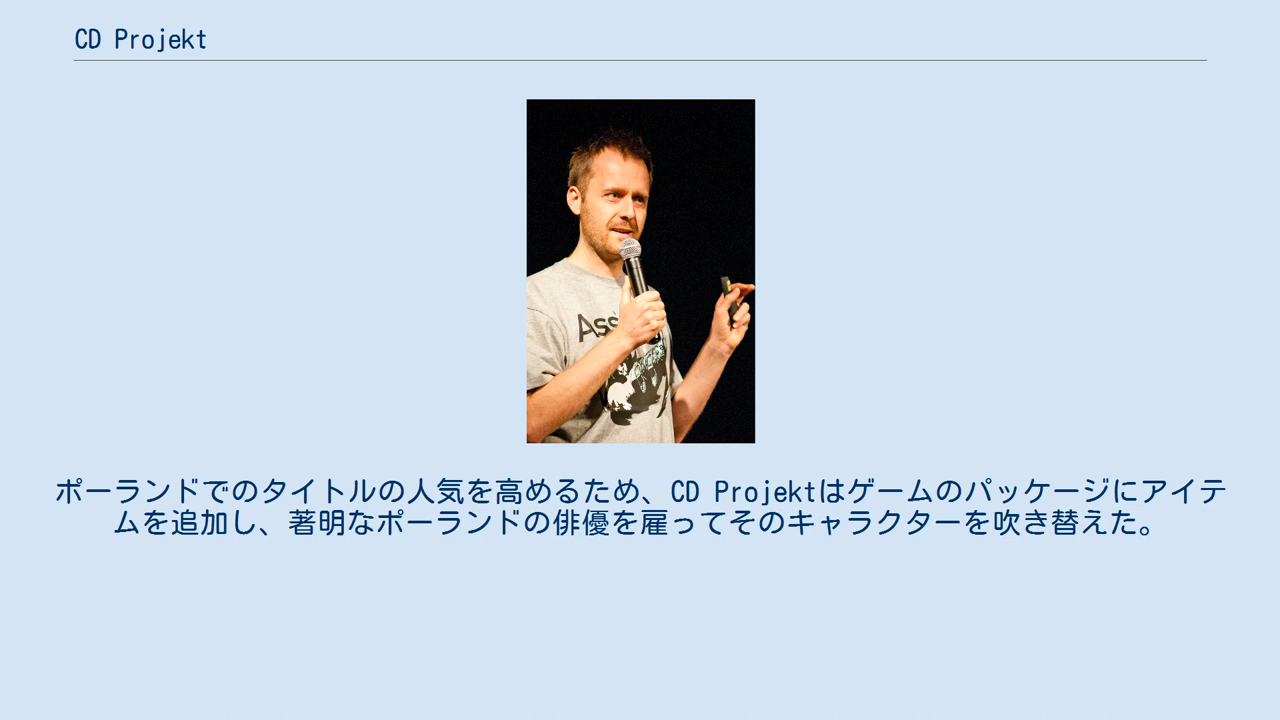 CD Projekt
Ass
ポーランドでのタイトルの人気を高めるため、CD Projektはゲームのパッケージにアイテ
ムを追加し、著明なポーランドの俳優を雇ってそのキャラクターを吹き替えた。